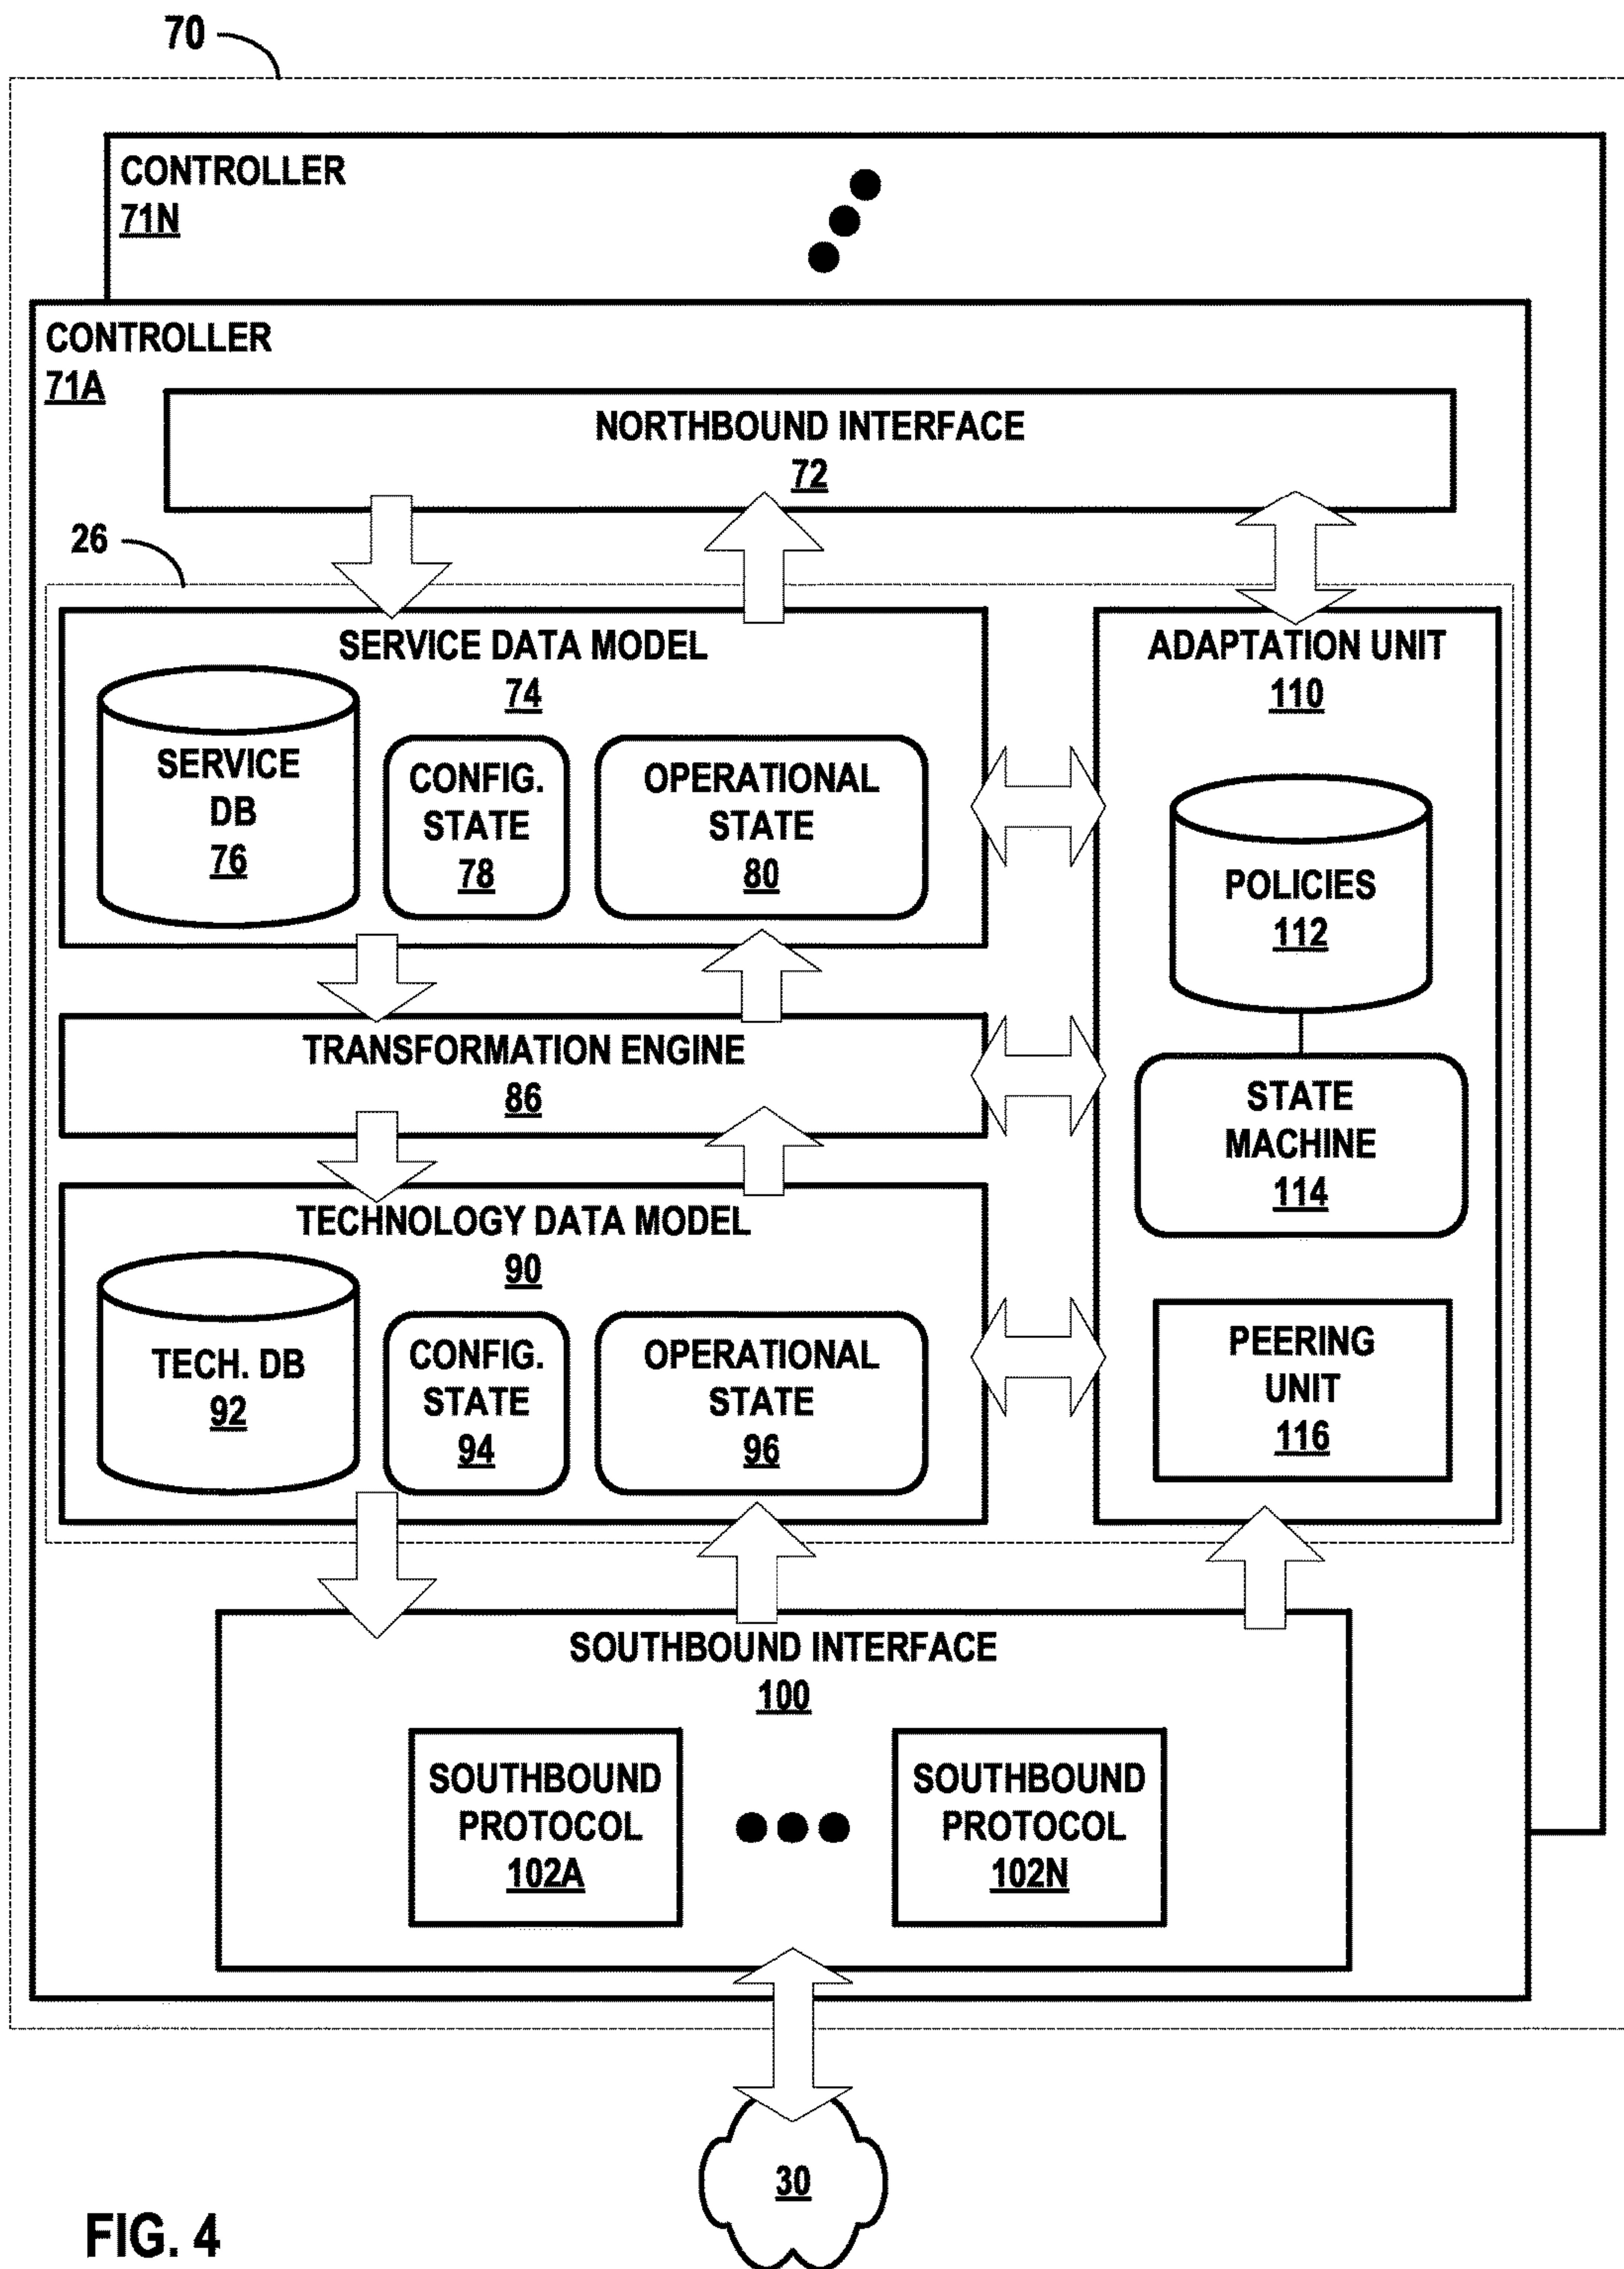 70
CONTROLLER
71N
CONTROLLER
71A
NORTHBOUND INTERFACE
72
26
SERVICE DATA MODEL
74
SERVICE
DB
76
CONFIG.
STATE
78
OPERATIONAL
STATE
80
ADAPTATION UNIT
110
POLICIES
112
TRANSFORMATION ENGINE
86
STATE
MACHINE
114
TECHNOLOGY DATA MODEL
90
TECH. DB
92
CONFIG.
STATE
94
OPERATIONAL
STATE
96
PEERING
UNIT
116
SOUTHBOUND INTERFACE
100
SOUTHBOUND
PROTOCOL
102A
SOUTHBOUND
PROTOCOL
102N
30
FIG. 4